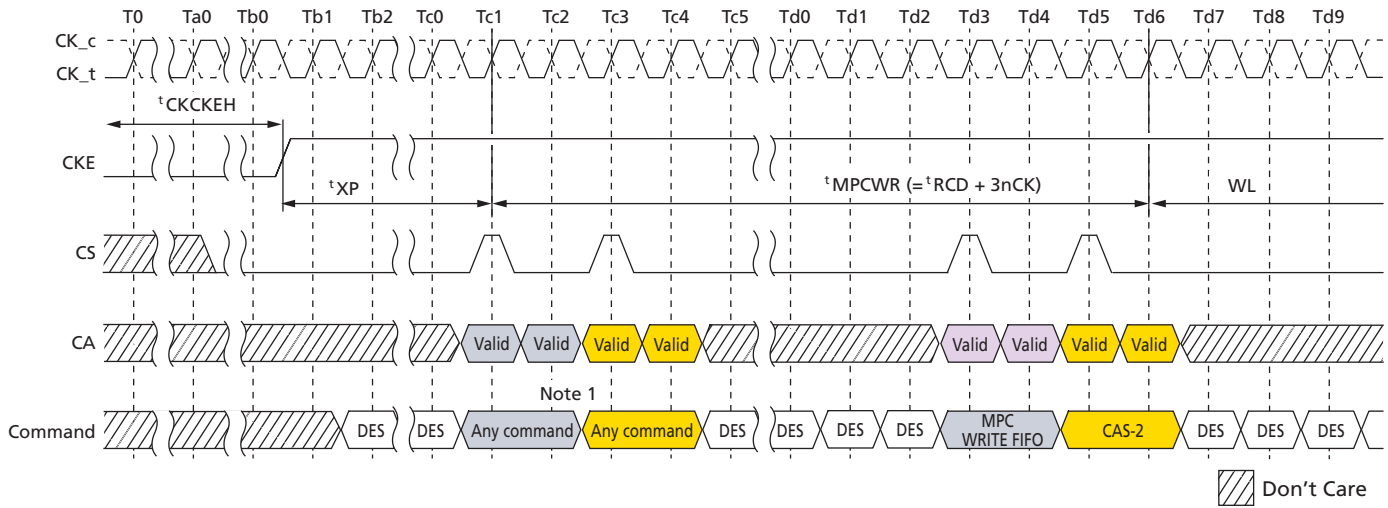 T0 Ta0 Tb0 Tb1 Tb2 Tc0 Tc1 Tc2 Tc3 Tc4 Tc5 Td0 Td1 Td2 Td3 Td4 Td5 Td6 Td7 Td8 Td9
CK_c
CK_t
tCKCKEH
CKE
tXP tMPCWR (= tRCD + 3nCK) WL
CS
CA Valid Valid Valid Valid Valid Valid Valid Valid
Note 1
Command DES DES Any command Any command DES DES DES DES MPC WRITE FIFO CAS-2 DES DES DES
Don't Care